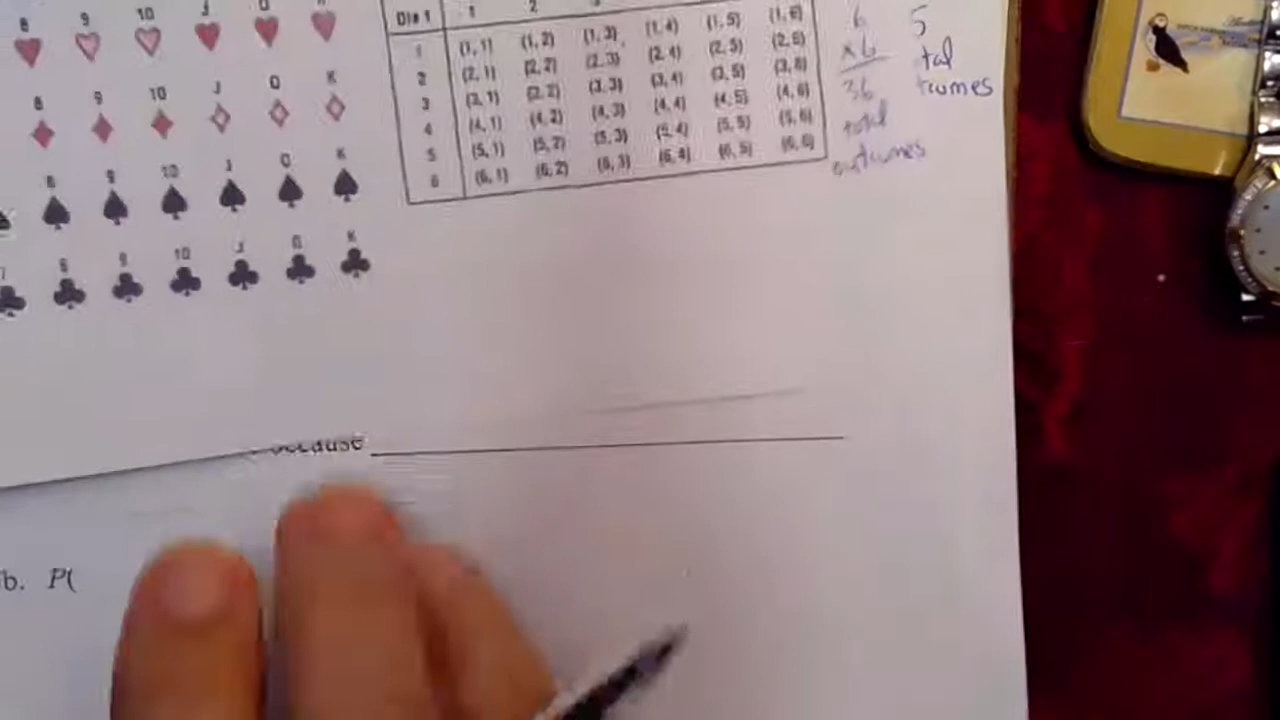 8 9 10 J Q K
8 9 10 J Q K
8 9 10 J Q K
7 8 9 10 J Q K
Die 1 1 2 3
1 (1, 1) (1, 2) (1, 3) (1, 4) (1, 5) (1, 6)
2 (2, 1) (2, 2) (2, 3) (2, 4) (2, 5) (2, 6)
3 (3, 1) (3, 2) (3, 3) (3, 4) (3, 5) (3, 6)
4 (4, 1) (4, 2) (4, 3) (4, 4) (4, 5) (4, 6)
5 (5, 1) (5, 2) (5, 3) (5, 4) (5, 5) (5, 6)
6 (6, 1) (6, 2) (6, 3) (6, 4) (6, 5) (6, 6)
6
x6
36
total
outcomes
5
tal
tcomes
because
b. P(